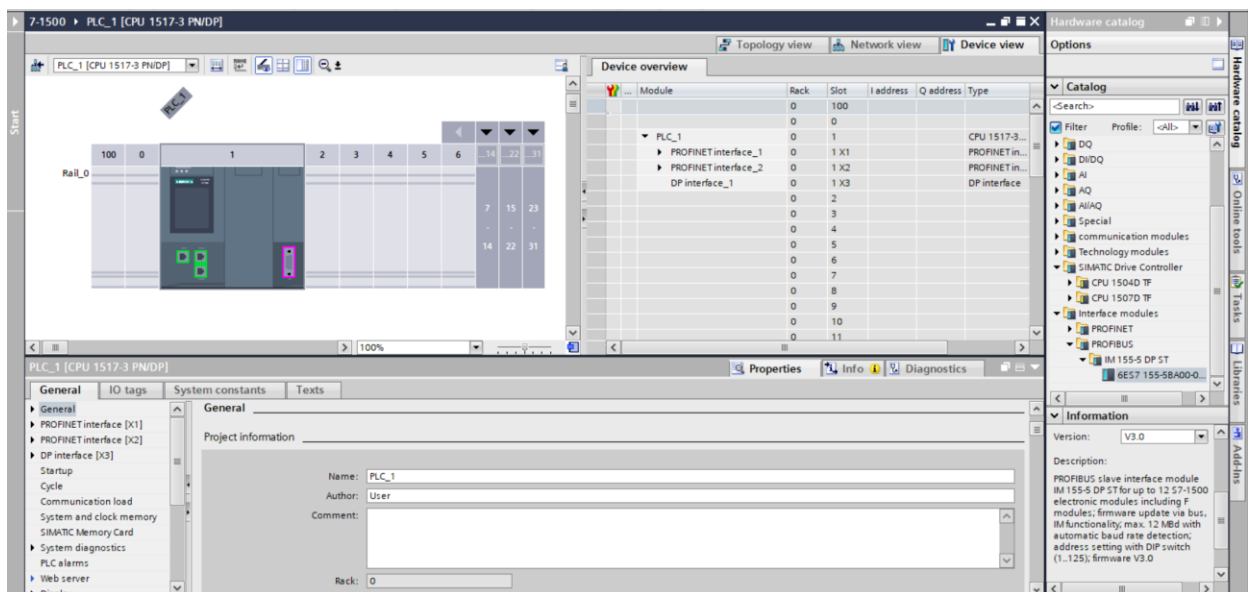 7-1500 ▸ PLC_1 [CPU 1517-3 PN/DP]
Topology view
Network view
Device view
PLC_1 [CPU 1517-3 PN/DP]
Start
PLC_1
100 0 1 2 3 4 5 6 ...14 ...22 ...31
Rail_0
7 15 23
- - -
14 22 31
100%
Device overview
... Module Rack Slot I address Q address Type
0 100
0 0
PLC_1 0 1 CPU 1517-3...
PROFINET interface_1 0 1 X1 PROFINET in...
PROFINET interface_2 0 1 X2 PROFINET in...
DP interface_1 0 1 X3 DP interface
0 2
0 3
0 4
0 5
0 6
0 7
0 8
0 9
0 10
0 11
PLC_1 [CPU 1517-3 PN/DP]
Properties
Info
Diagnostics
General
IO tags
System constants
Texts
General
PROFINET interface [X1]
PROFINET interface [X2]
DP interface [X3]
Startup
Cycle
Communication load
System and clock memory
SIMATIC Memory Card
System diagnostics
PLC alarms
Web server
General
Project information
Name: PLC_1
Author: User
Comment:
Rack: 0
Hardware catalog
Options
Catalog
<Search>
Filter Profile: <All>
DQ
DI/DQ
AI
AQ
AI/AQ
Special
communication modules
Technology modules
SIMATIC Drive Controller
CPU 1504D TF
CPU 1507D TF
Interface modules
PROFINET
PROFIBUS
IM 155-5 DP ST
6ES7 155-5BA00-0...
Information
Version: V3.0
Description:
PROFIBUS slave interface module
IM 155-5 DP ST for up to 12 S7-1500
electronic modules including F
modules; firmware update via bus,
IM functionality; max. 12 MBd with
automatic baud rate detection;
address setting with DIP switch
(1..125); firmware V3.0
Hardware catalog
Online tools
Tasks
Libraries
Add-Ins